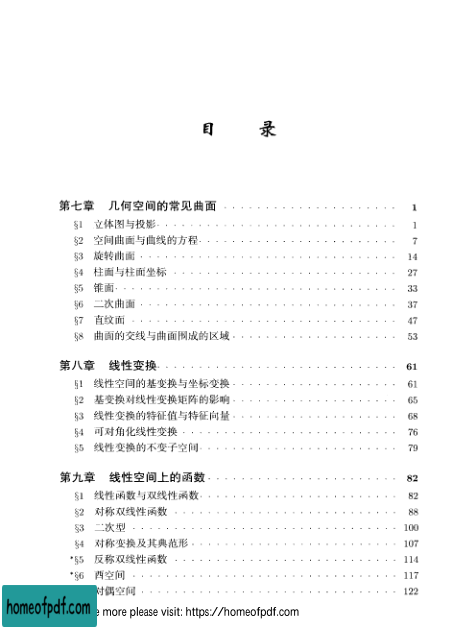 目 录
第七章 几何空间的常见曲面 1
§1 立体图与投影 1
§2 空间曲面与曲线的方程 7
§3 旋转曲面 14
§4 柱面与柱面坐标 27
§5 锥面 33
§6 二次曲面 37
§7 直纹面 47
§8 曲面的交线与曲面围成的区域 53
第八章 线性变换 61
§1 线性空间的基变换与坐标变换 61
§2 基变换对线性变换矩阵的影响 65
§3 线性变换的特征值与特征向量 68
§4 可对角化线性变换 76
§5 线性变换的不变子空间 79
第九章 线性空间上的函数 82
§1 线性函数与双线性函数 82
§2 对称双线性函数 88
§3 二次型 100
§4 对称变换及其典范形 107
*§5 反称双线性函数 114
*§6 酉空间 117
对偶空间 122
homeofpdf.com
e more please visit: https://homeofpdf.com